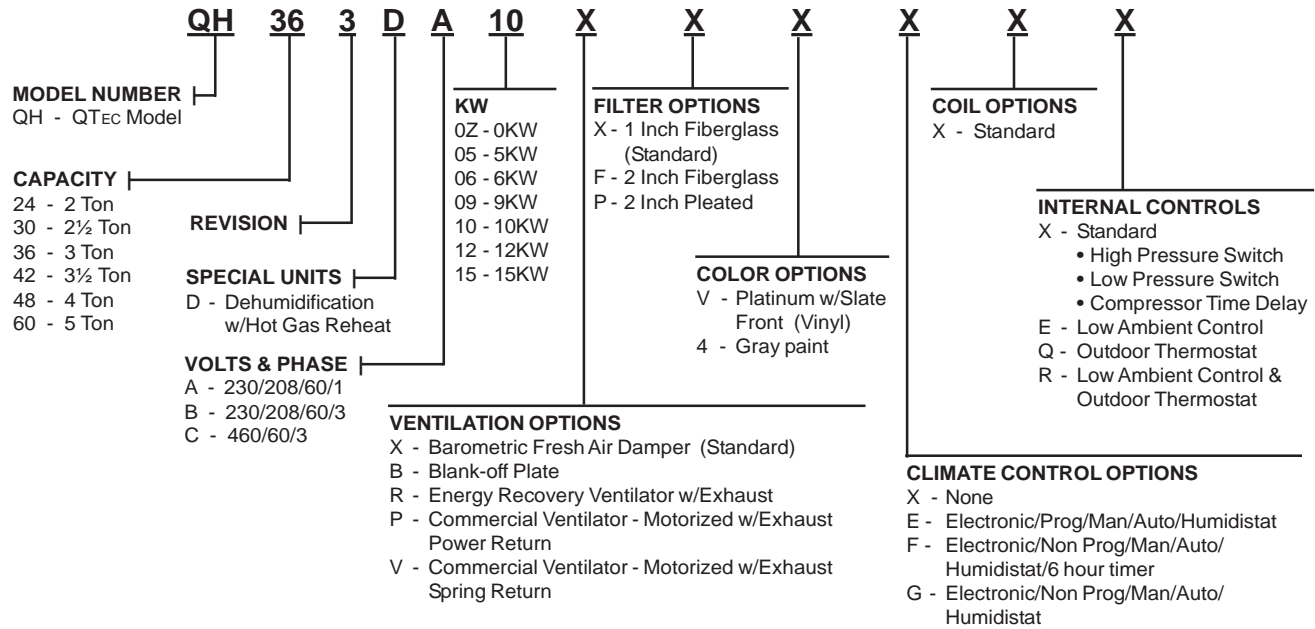 QH 36 3 D A 10 X X X X X X
MODEL NUMBER
QH - QTEC Model
CAPACITY
24 - 2 Ton
30 - 2½ Ton
36 - 3 Ton
42 - 3½ Ton
48 - 4 Ton
60 - 5 Ton
REVISION
SPECIAL UNITS
D - Dehumidification
w/Hot Gas Reheat
VOLTS & PHASE
A - 230/208/60/1
B - 230/208/60/3
C - 460/60/3
KW
0Z - 0KW
05 - 5KW
06 - 6KW
09 - 9KW
10 - 10KW
12 - 12KW
15 - 15KW
VENTILATION OPTIONS
X - Barometric Fresh Air Damper (Standard)
B - Blank-off Plate
R - Energy Recovery Ventilator w/Exhaust
P - Commercial Ventilator - Motorized w/Exhaust
Power Return
V - Commercial Ventilator - Motorized w/Exhaust
Spring Return
FILTER OPTIONS
X - 1 Inch Fiberglass
(Standard)
F - 2 Inch Fiberglass
P - 2 Inch Pleated
COLOR OPTIONS
V - Platinum w/Slate
Front (Vinyl)
4 - Gray paint
CLIMATE CONTROL OPTIONS
X - None
E - Electronic/Prog/Man/Auto/Humidistat
F - Electronic/Non Prog/Man/Auto/
Humidistat/6 hour timer
G - Electronic/Non Prog/Man/Auto/
Humidistat
COIL OPTIONS
X - Standard
INTERNAL CONTROLS
X - Standard
• High Pressure Switch
• Low Pressure Switch
• Compressor Time Delay
E - Low Ambient Control
Q - Outdoor Thermostat
R - Low Ambient Control &
Outdoor Thermostat